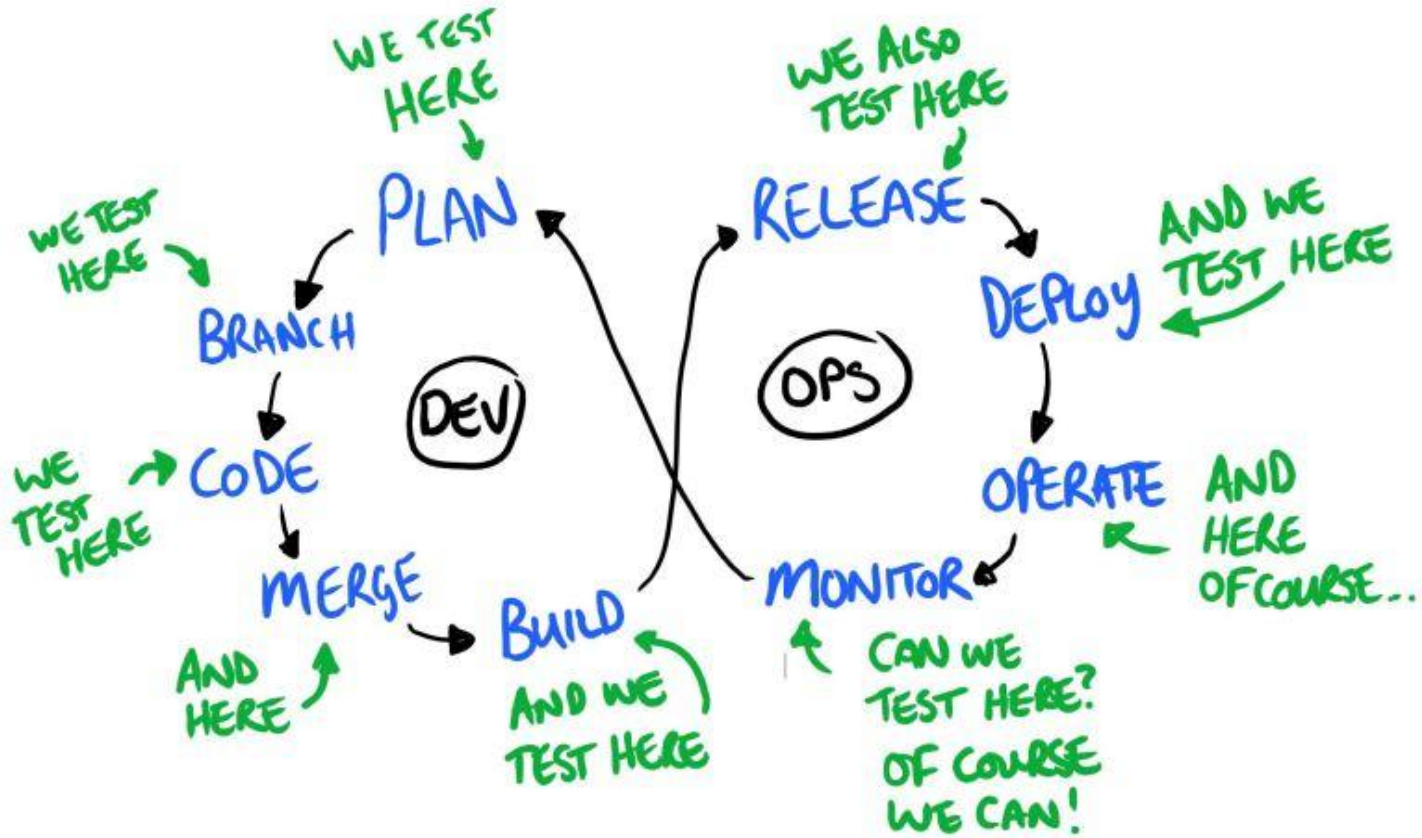 WE TEST
HERE
WE ALSO
TEST HERE
PLAN
RELEASE
WE TEST
HERE
AND WE
TEST HERE
BRANCH
DEPLOY
DEV
OPS
WE
TEST
HERE
CODE
OPERATE
AND
HERE
OF COURSE...
MERGE
BUILD
MONITOR
AND
HERE
AND WE
TEST HERE
CAN WE
TEST HERE?
OF COURSE
WE CAN!